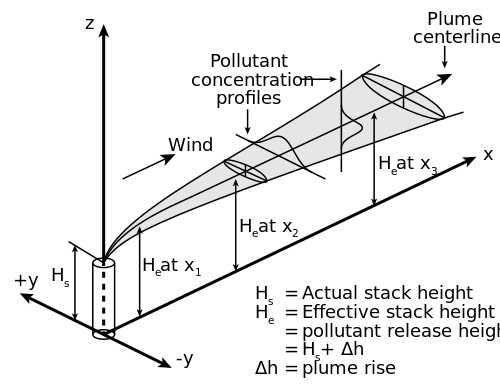 z
Plume
centerline
Pollutant
concentration
profiles
Wind
x
He at x3
He at x2
He at x1
Hs
+y
-y
Hs = Actual stack height
He = Effective stack height
= pollutant release heigh
= Hs + Δh
Δh = plume rise